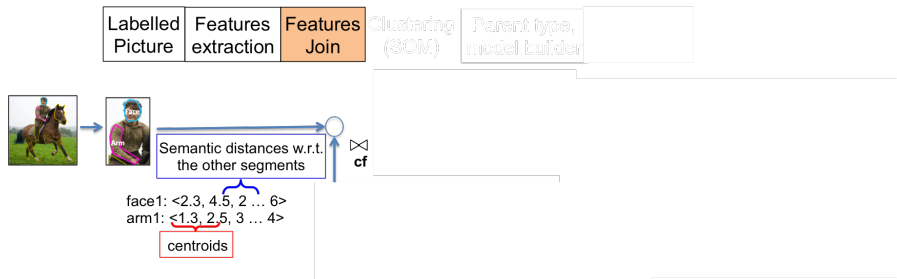 Labelled
Picture
Features
extraction
Features
Join
Clustering
(SOM)
Parent type,
model builder
Face
Arm
Semantic distances w.r.t.
the other segments
⋈
cf
face1: <2.3, 4.5, 2 … 6>
arm1: <1.3, 2.5, 3 … 4>
centroids